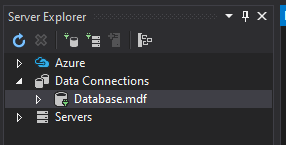 Server Explorer
Azure
Data Connections
Database.mdf
Servers